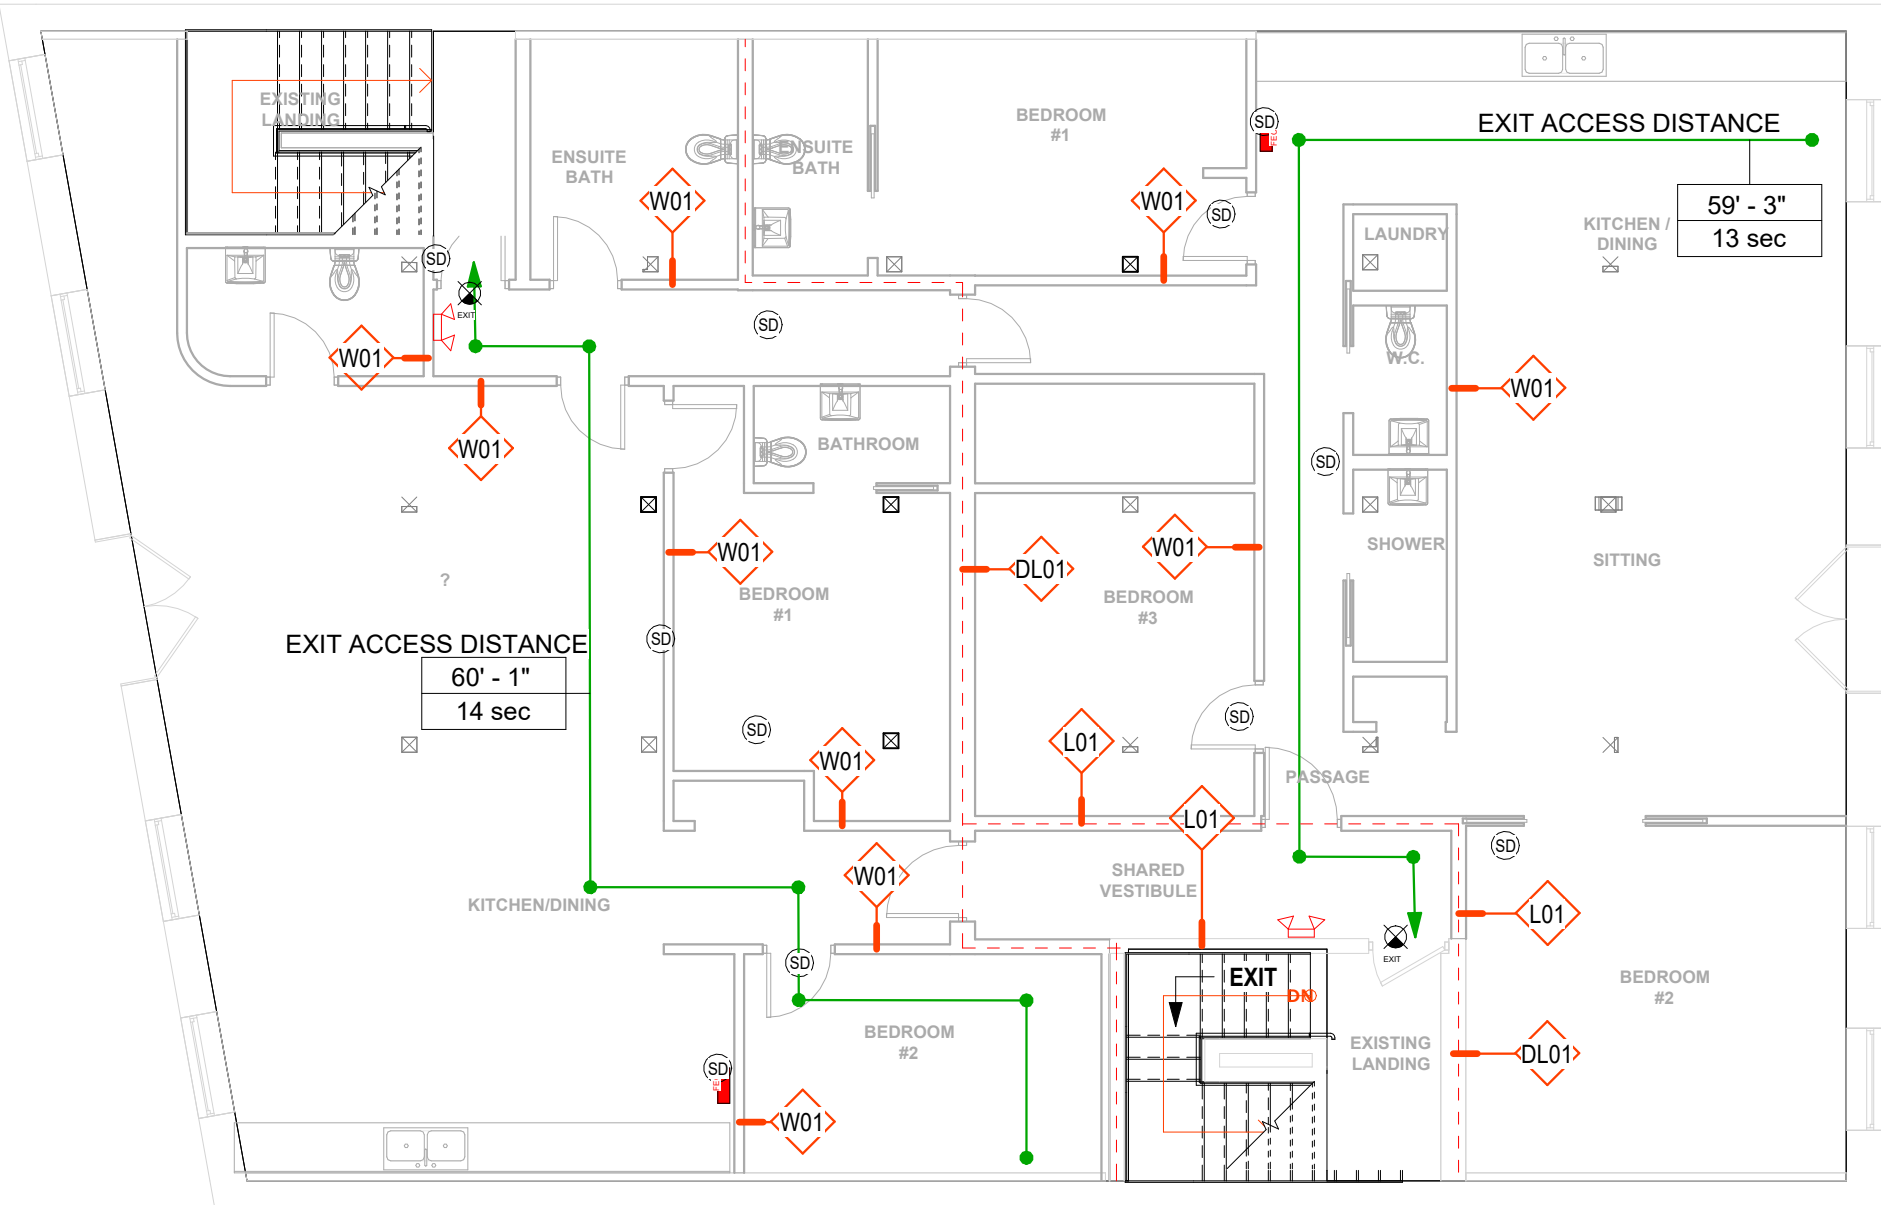 EXISTING
LANDING
ENSUITE
BATH
ENSUITE
BATH
BEDROOM
#1
SD
FEC
EXIT ACCESS DISTANCE
59' - 3"
13 sec
W01
W01
SD
LAUNDRY
KITCHEN /
DINING
SD
EXIT
SD
W01
W.C.
W01
W01
BATHROOM
SD
W01
DL01
W01
SHOWER
SITTING
?
BEDROOM
#1
BEDROOM
#3
EXIT ACCESS DISTANCE
60' - 1"
14 sec
SD
SD
SD
W01
L01
PASSAGE
L01
SD
W01
SHARED
VESTIBULE
KITCHEN/DINING
L01
SD
EXIT
EXIT
DN
BEDROOM
#2
BEDROOM
#2
EXISTING
LANDING
DL01
SD
FEC
W01